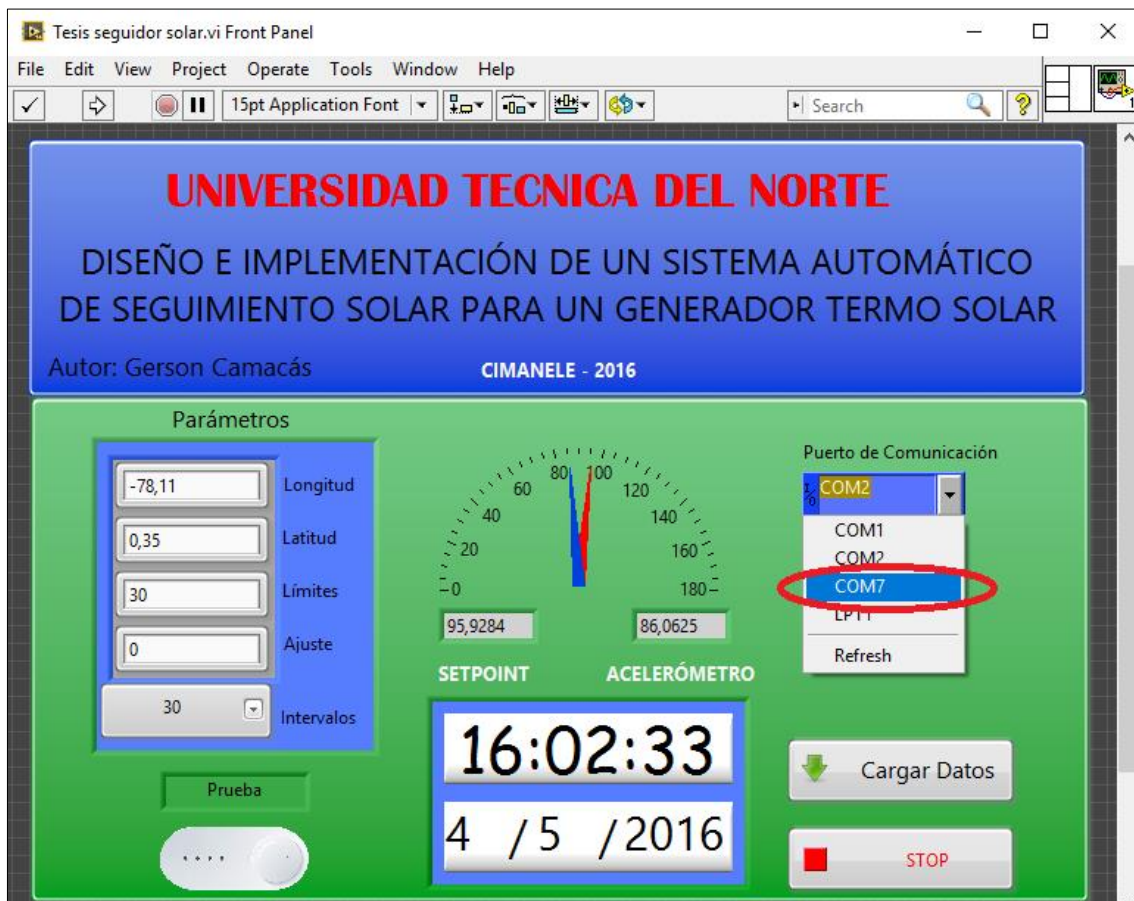 Tesis seguidor solar.vi Front Panel
File Edit View Project Operate Tools Window Help
15pt Application Font
Search
1
UNIVERSIDAD TECNICA DEL NORTE
DISEÑO E IMPLEMENTACIÓN DE UN SISTEMA AUTOMÁTICO
DE SEGUIMIENTO SOLAR PARA UN GENERADOR TERMO SOLAR
Autor: Gerson Camacás
CIMANELE - 2016
Parámetros
-78,11 Longitud
0,35 Latitud
30 Límites
0 Ajuste
30 Intervalos
Prueba
0 20 40 60 80 100 120 140 160 180
95,9284 86,0625
SETPOINT ACELERÓMETRO
16:02:33
4 / 5 / 2016
Puerto de Comunicación
I/O COM2
COM1
COM2
COM7
LPT1
Refresh
Cargar Datos
STOP